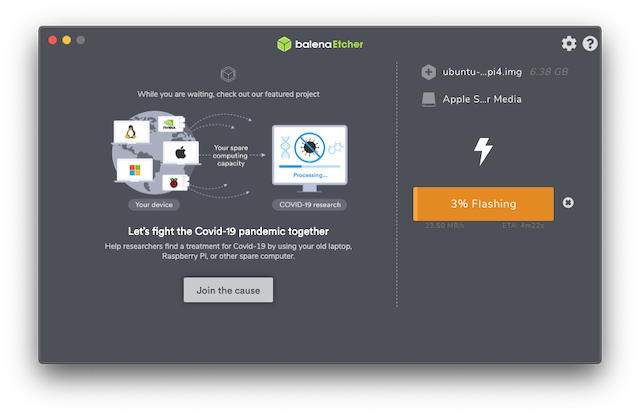 balenaEtcher
While you are waiting, check out our featured project
NVIDIA
Your spare
computing
capacity
Processing...
Your device
COVID-19 research
Let's fight the Covid-19 pandemic together
Help researchers find a treatment for Covid-19 by using your old laptop,
Raspberry Pi, or other spare computer.
Join the cause
ubuntu-...pi4.img 6.38 GB
Apple S...r Media
3% Flashing
23.50 MB/s ETA: 4m22s